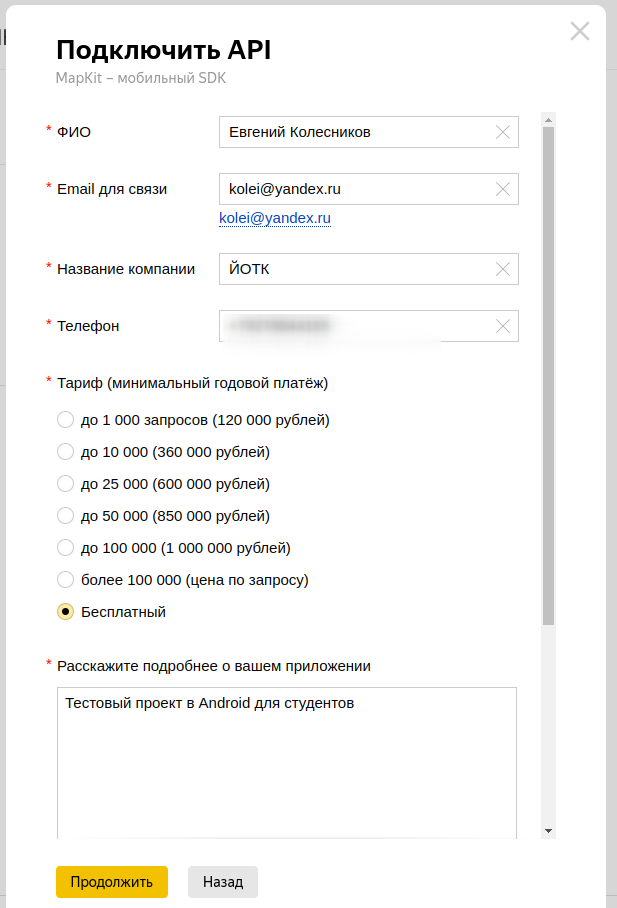 Подключить API
MapKit – мобильный SDK
* ФИО
Евгений Колесников
* Email для связи
kolei@yandex.ru
kolei@yandex.ru
* Название компании
ЙОТК
* Телефон
* Тариф (минимальный годовой платёж)
до 1 000 запросов (120 000 рублей)
до 10 000 (360 000 рублей)
до 25 000 (600 000 рублей)
до 50 000 (850 000 рублей)
до 100 000 (1 000 000 рублей)
более 100 000 (цена по запросу)
Бесплатный
* Расскажите подробнее о вашем приложении
Тестовый проект в Android для студентов
Продолжить
Назад